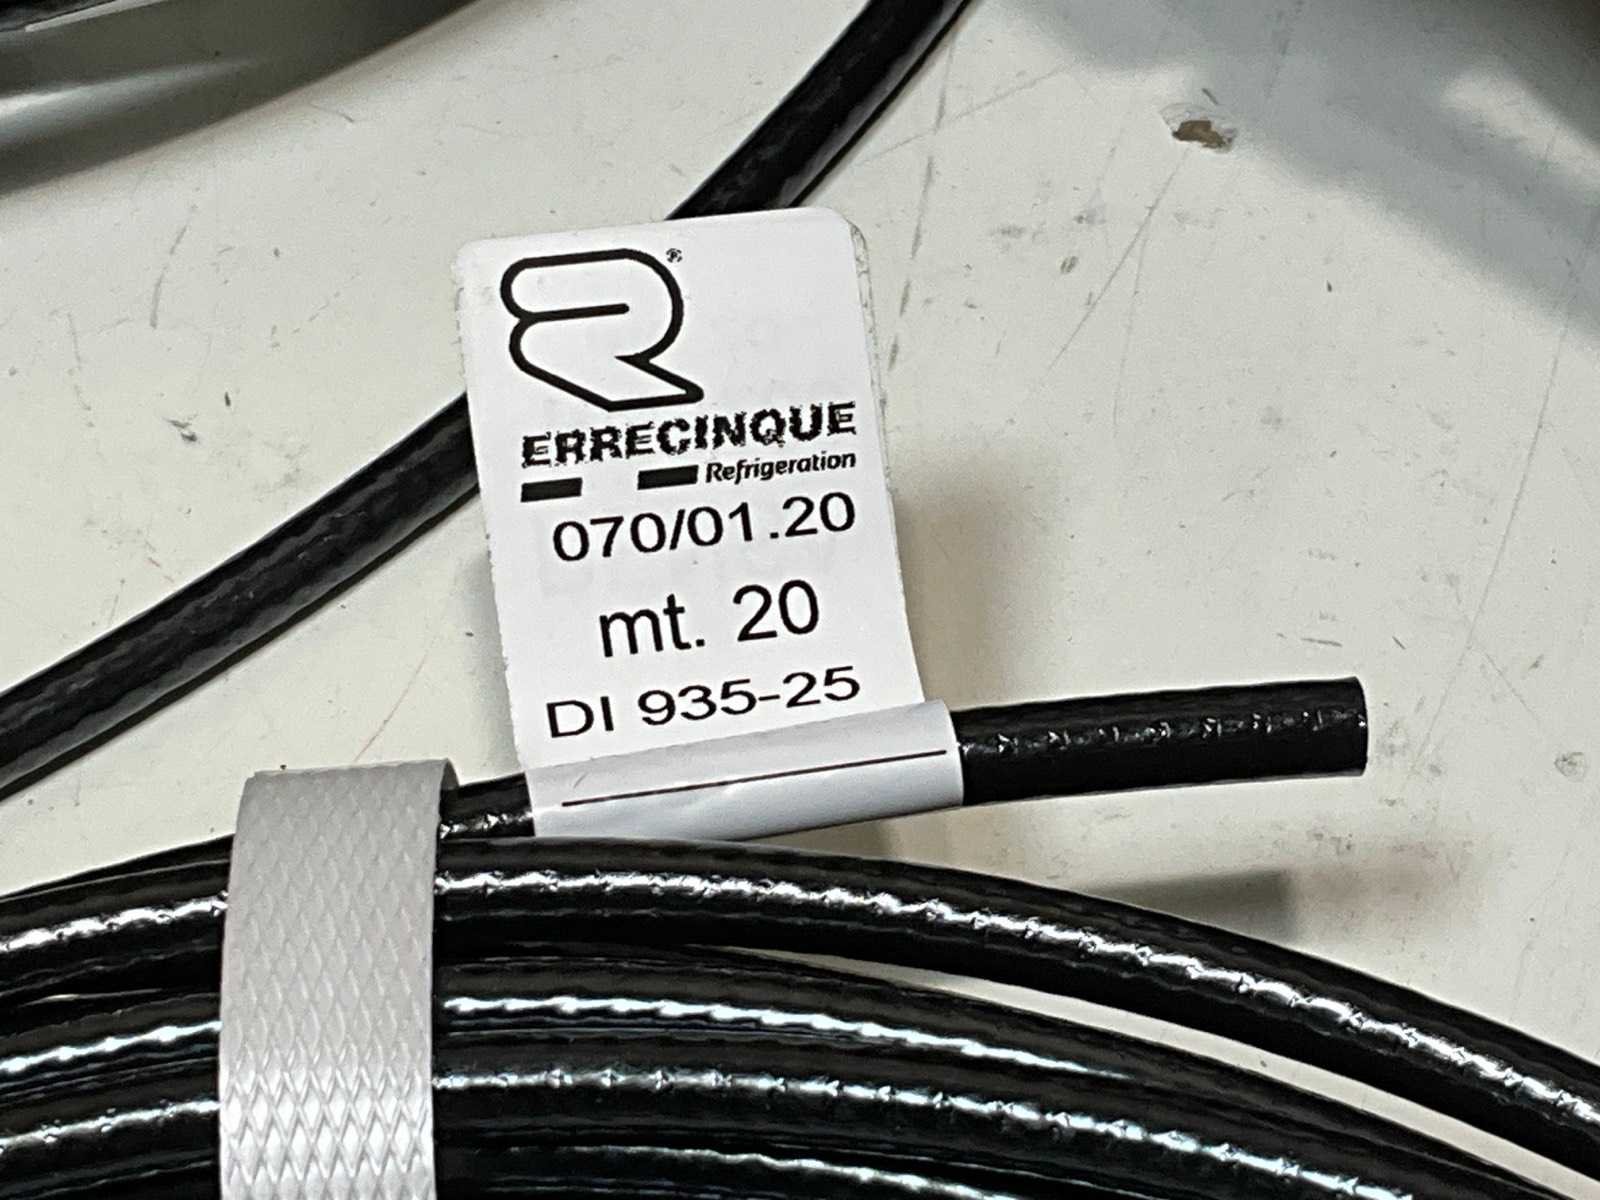 R®
ERRECINQUE
Refrigeration
070/01.20
mt. 20
DI 935-25